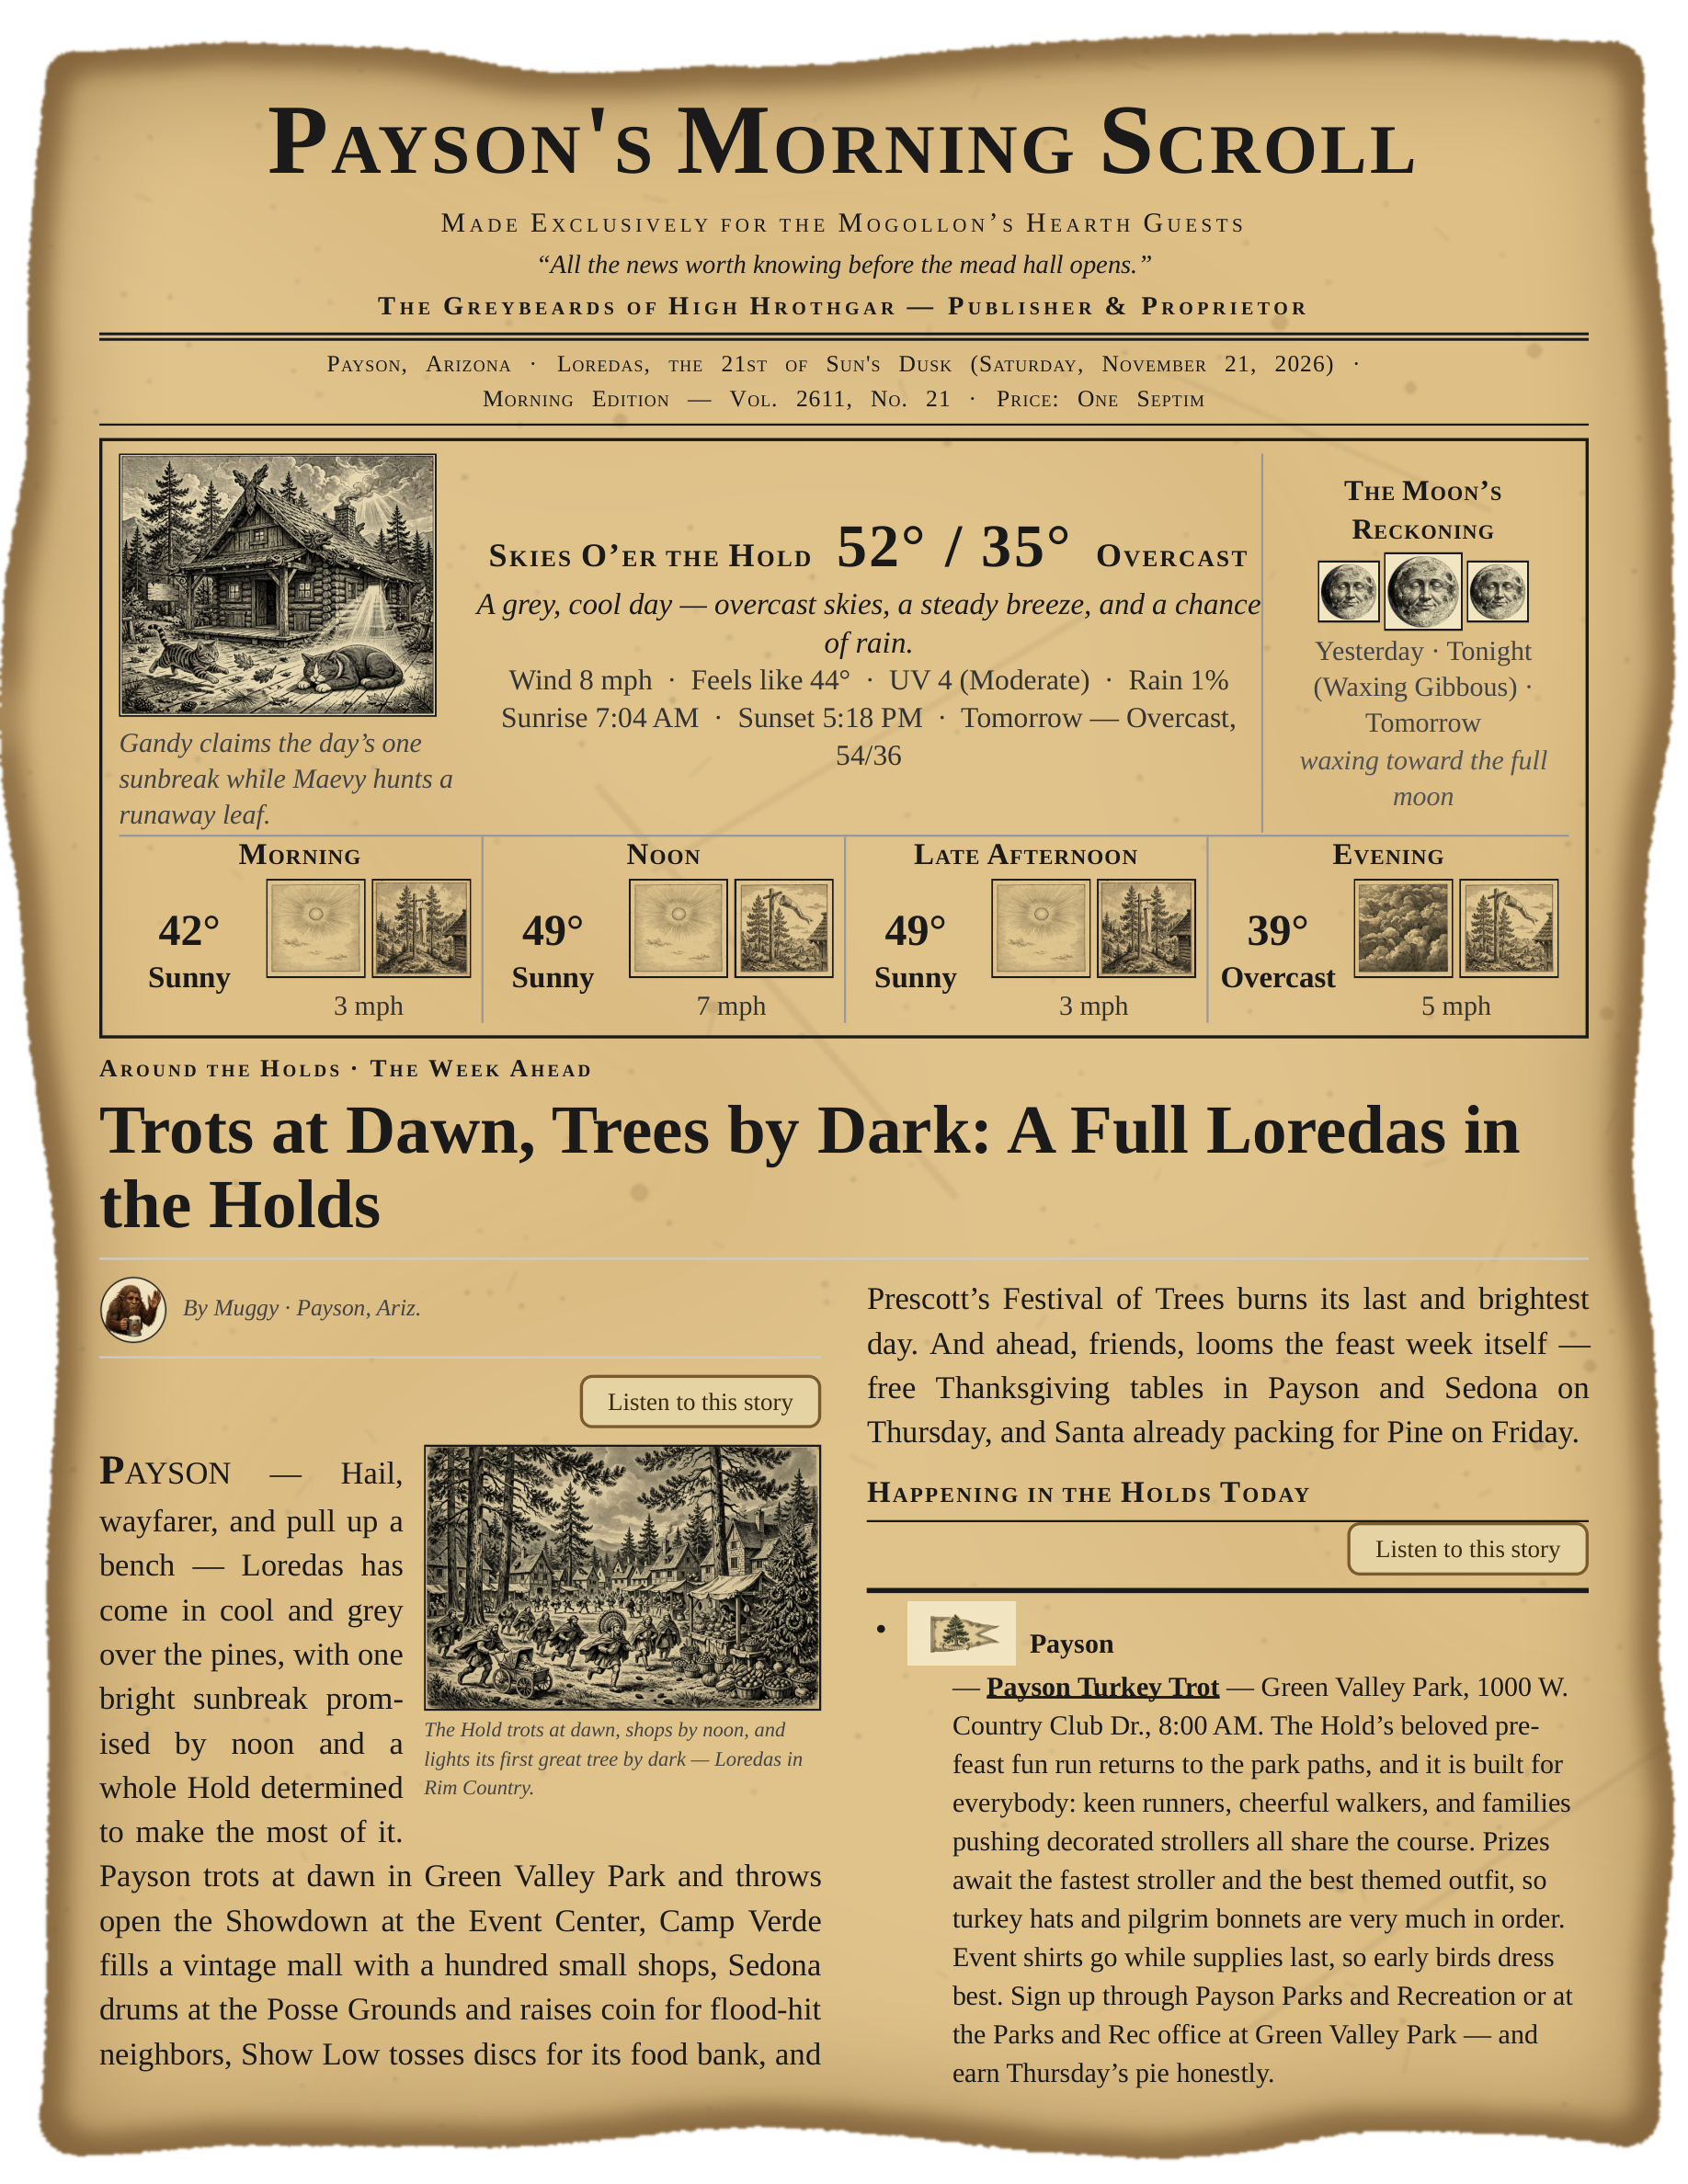 Payson's Morning Scroll
Made Exclusively for the Mogollon’s Hearth Guests
“All the news worth knowing before the mead hall opens.”
The Greybeards of High Hrothgar — Publisher & Proprietor
Payson, Arizona · Loredas, the 21st of Sun's Dusk (Saturday, November 21, 2026) ·
Morning Edition — Vol. 2611, No. 21 · Price: One Septim
Gandy claims the day’s one
sunbreak while Maevy hunts a
runaway leaf.
Skies O’er the Hold 52° / 35° Overcast
A grey, cool day — overcast skies, a steady breeze, and a chance
of rain.
Wind 8 mph · Feels like 44° · UV 4 (Moderate) · Rain 1%
Sunrise 7:04 AM · Sunset 5:18 PM · Tomorrow — Overcast,
54/36
The Moon’s
Reckoning
Yesterday · Tonight
(Waxing Gibbous) ·
Tomorrow
waxing toward the full
moon
Morning
42°
Sunny
3 mph
Noon
49°
Sunny
7 mph
Late Afternoon
49°
Sunny
3 mph
Evening
39°
Overcast
5 mph
Around the Holds · The Week Ahead
Trots at Dawn, Trees by Dark: A Full Loredas in
the Holds
By Muggy · Payson, Ariz.
Listen to this story
PAYSON — Hail,
wayfarer, and pull up a
bench — Loredas has
come in cool and grey
over the pines, with one
bright sunbreak prom-
ised by noon and a
whole Hold determined
to make the most of it.
The Hold trots at dawn, shops by noon, and
lights its first great tree by dark — Loredas in
Rim Country.
Payson trots at dawn in Green Valley Park and throws
open the Showdown at the Event Center, Camp Verde
fills a vintage mall with a hundred small shops, Sedona
drums at the Posse Grounds and raises coin for flood-hit
neighbors, Show Low tosses discs for its food bank, and
Prescott’s Festival of Trees burns its last and brightest
day. And ahead, friends, looms the feast week itself —
free Thanksgiving tables in Payson and Sedona on
Thursday, and Santa already packing for Pine on Friday.
Happening in the Holds Today
Listen to this story
• Payson
— Payson Turkey Trot — Green Valley Park, 1000 W.
Country Club Dr., 8:00 AM. The Hold’s beloved pre-
feast fun run returns to the park paths, and it is built for
everybody: keen runners, cheerful walkers, and families
pushing decorated strollers all share the course. Prizes
await the fastest stroller and the best themed outfit, so
turkey hats and pilgrim bonnets are very much in order.
Event shirts go while supplies last, so early birds dress
best. Sign up through Payson Parks and Recreation or at
the Parks and Rec office at Green Valley Park — and
earn Thursday’s pie honestly.